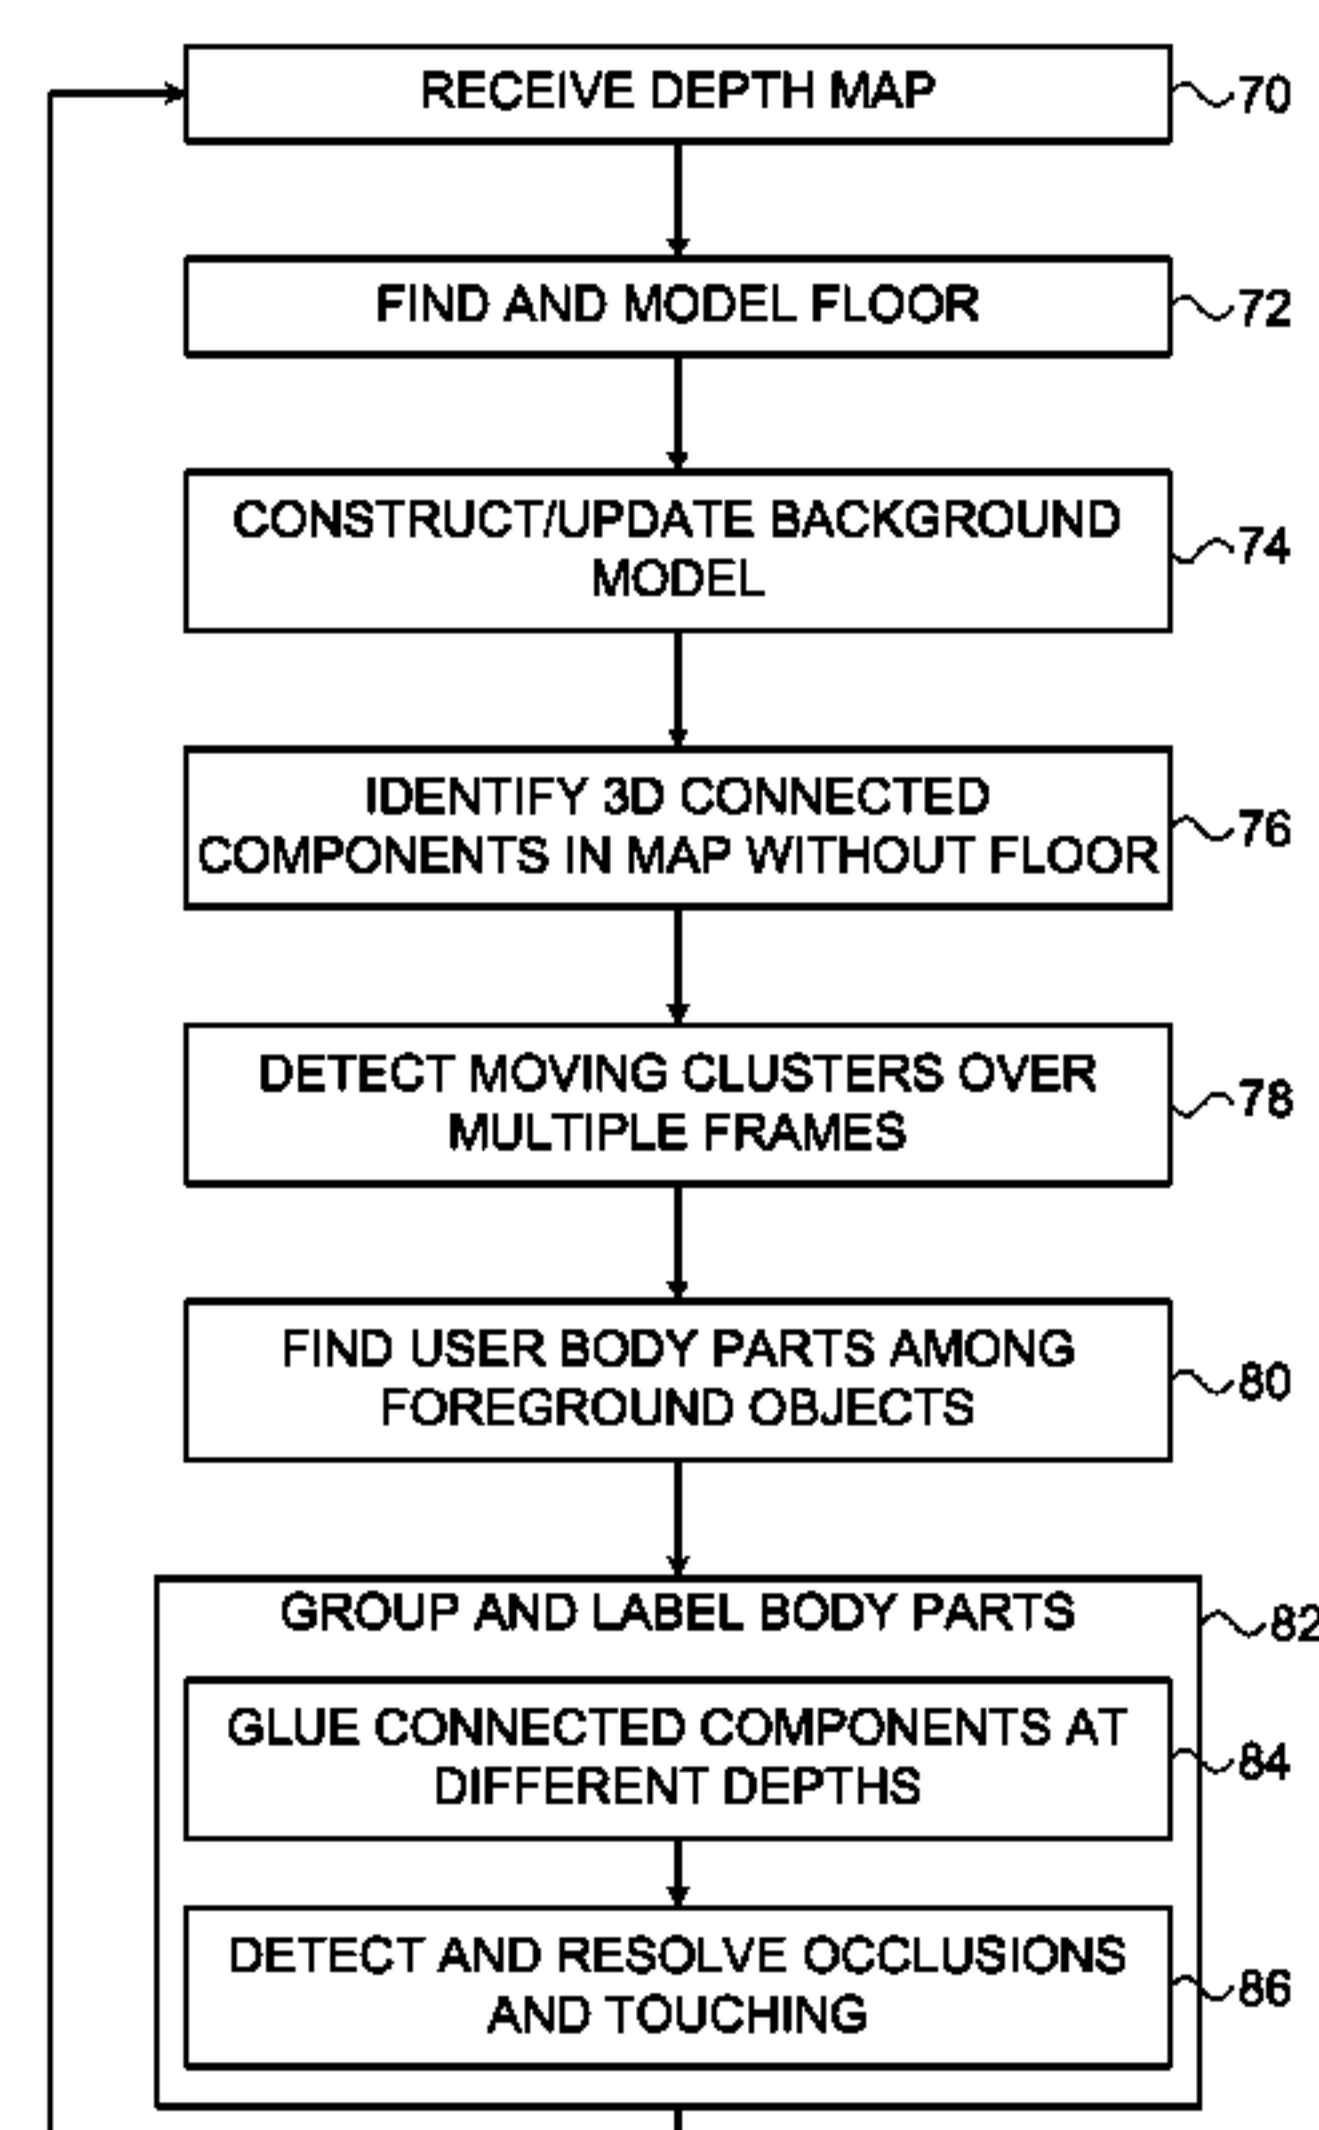 RECEIVE DEPTH MAP
70
FIND AND MODEL FLOOR
72
CONSTRUCT/UPDATE BACKGROUND
MODEL
74
IDENTIFY 3D CONNECTED
COMPONENTS IN MAP WITHOUT FLOOR
76
DETECT MOVING CLUSTERS OVER
MULTIPLE FRAMES
78
FIND USER BODY PARTS AMONG
FOREGROUND OBJECTS
80
GROUP AND LABEL BODY PARTS
82
GLUE CONNECTED COMPONENTS AT
DIFFERENT DEPTHS
84
DETECT AND RESOLVE OCCLUSIONS
AND TOUCHING
86